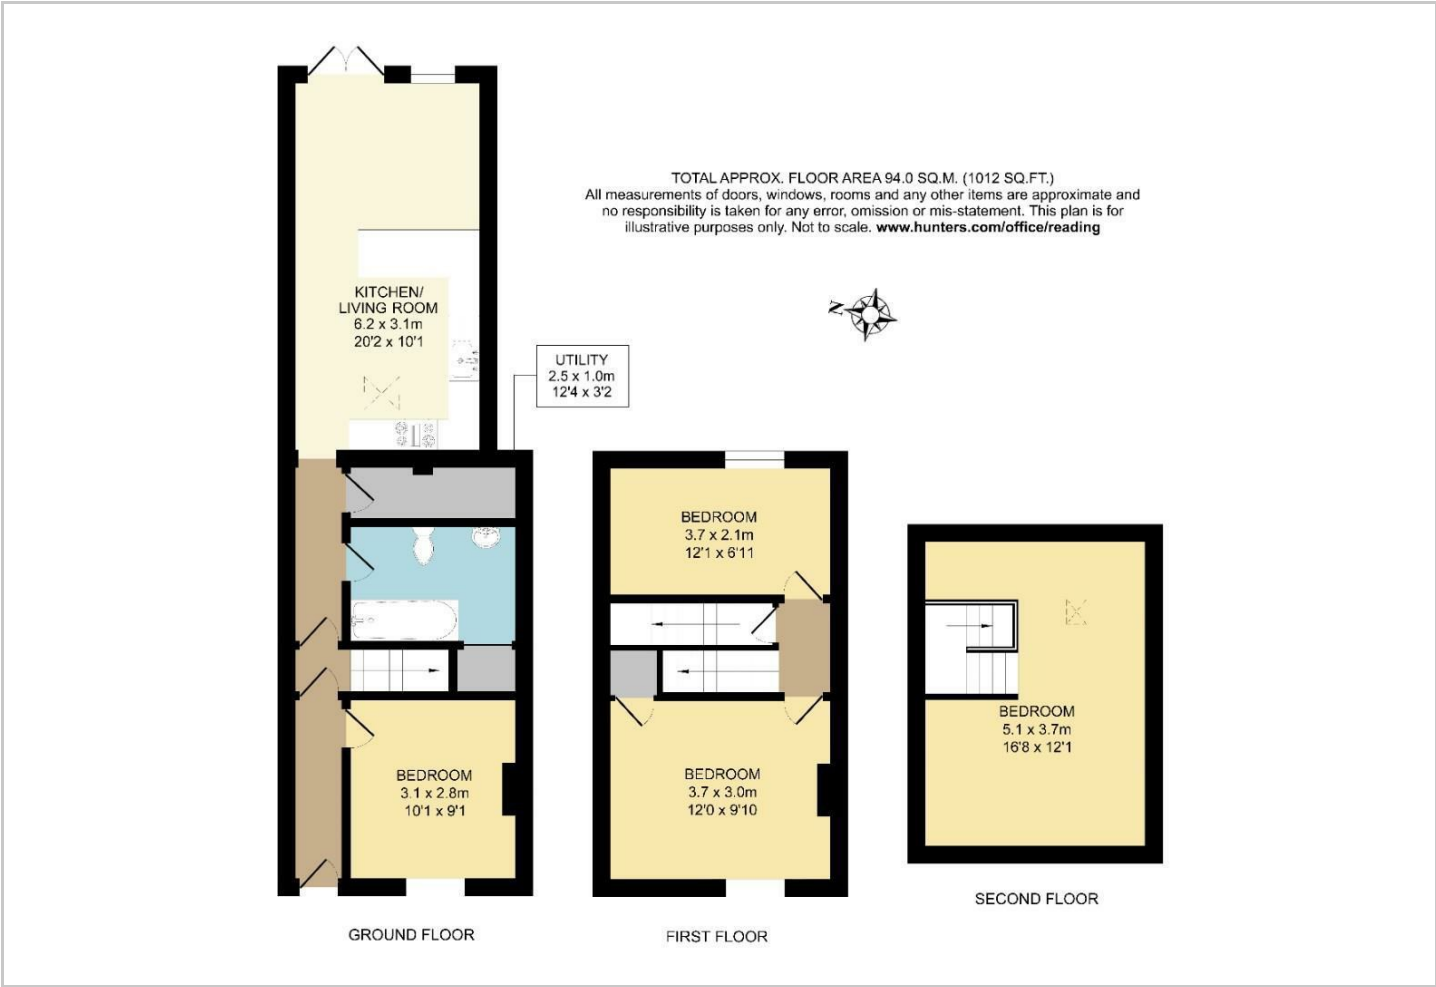 TOTAL APPROX. FLOOR AREA 94.0 SQ.M. (1012 SQ.FT.)
All measurements of doors, windows, rooms and any other items are approximate and
no responsibility is taken for any error, omission or mis-statement. This plan is for
illustrative purposes only. Not to scale. www.hunters.com/office/reading
N
KITCHEN/
LIVING ROOM
6.2 x 3.1m
20'2 x 10'1
UTILITY
2.5 x 1.0m
12'4 x 3'2
BEDROOM
3.1 x 2.8m
10'1 x 9'1
GROUND FLOOR
BEDROOM
3.7 x 2.1m
12'1 x 6'11
BEDROOM
3.7 x 3.0m
12'0 x 9'10
FIRST FLOOR
BEDROOM
5.1 x 3.7m
16'8 x 12'1
SECOND FLOOR